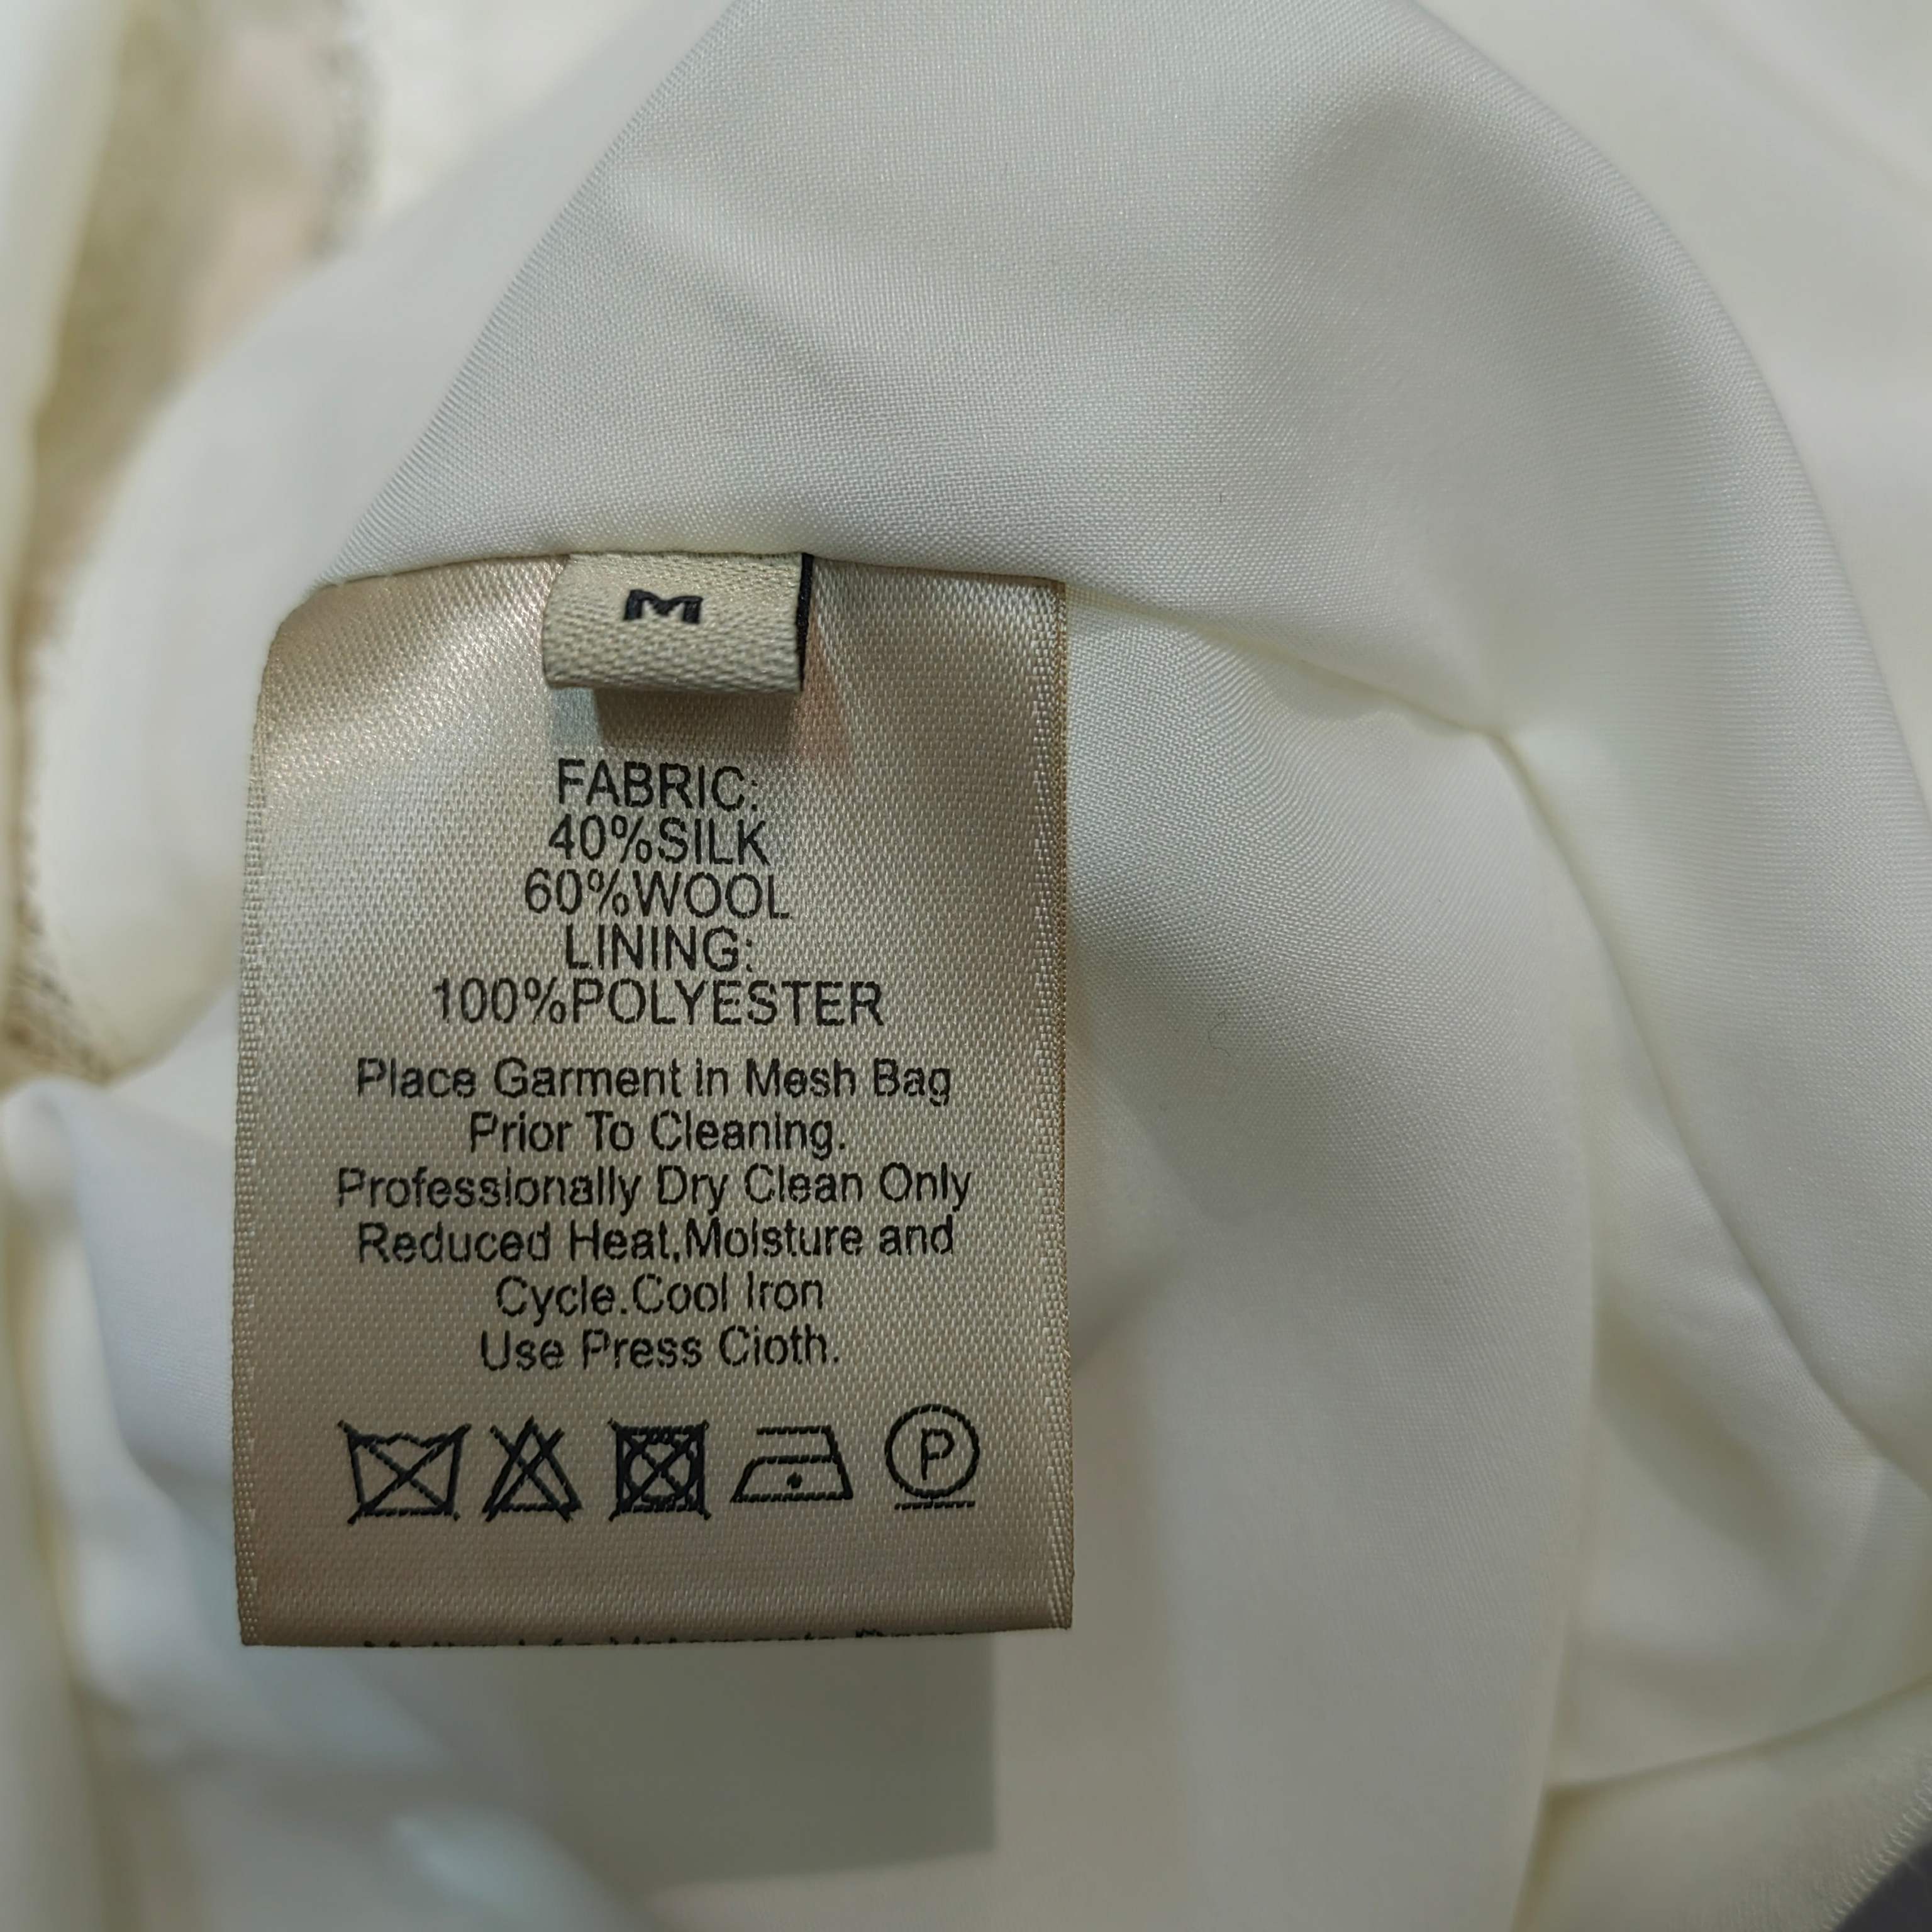 M
FABRIC:
40%SILK
60%WOOL
LINING:
100%POLYESTER
Place Garment in Mesh Bag
Prior To Cleaning.
Professionally Dry Clean Only
Reduced Heat,Moisture and
Cycle.Cool Iron
Use Press Cloth.
P